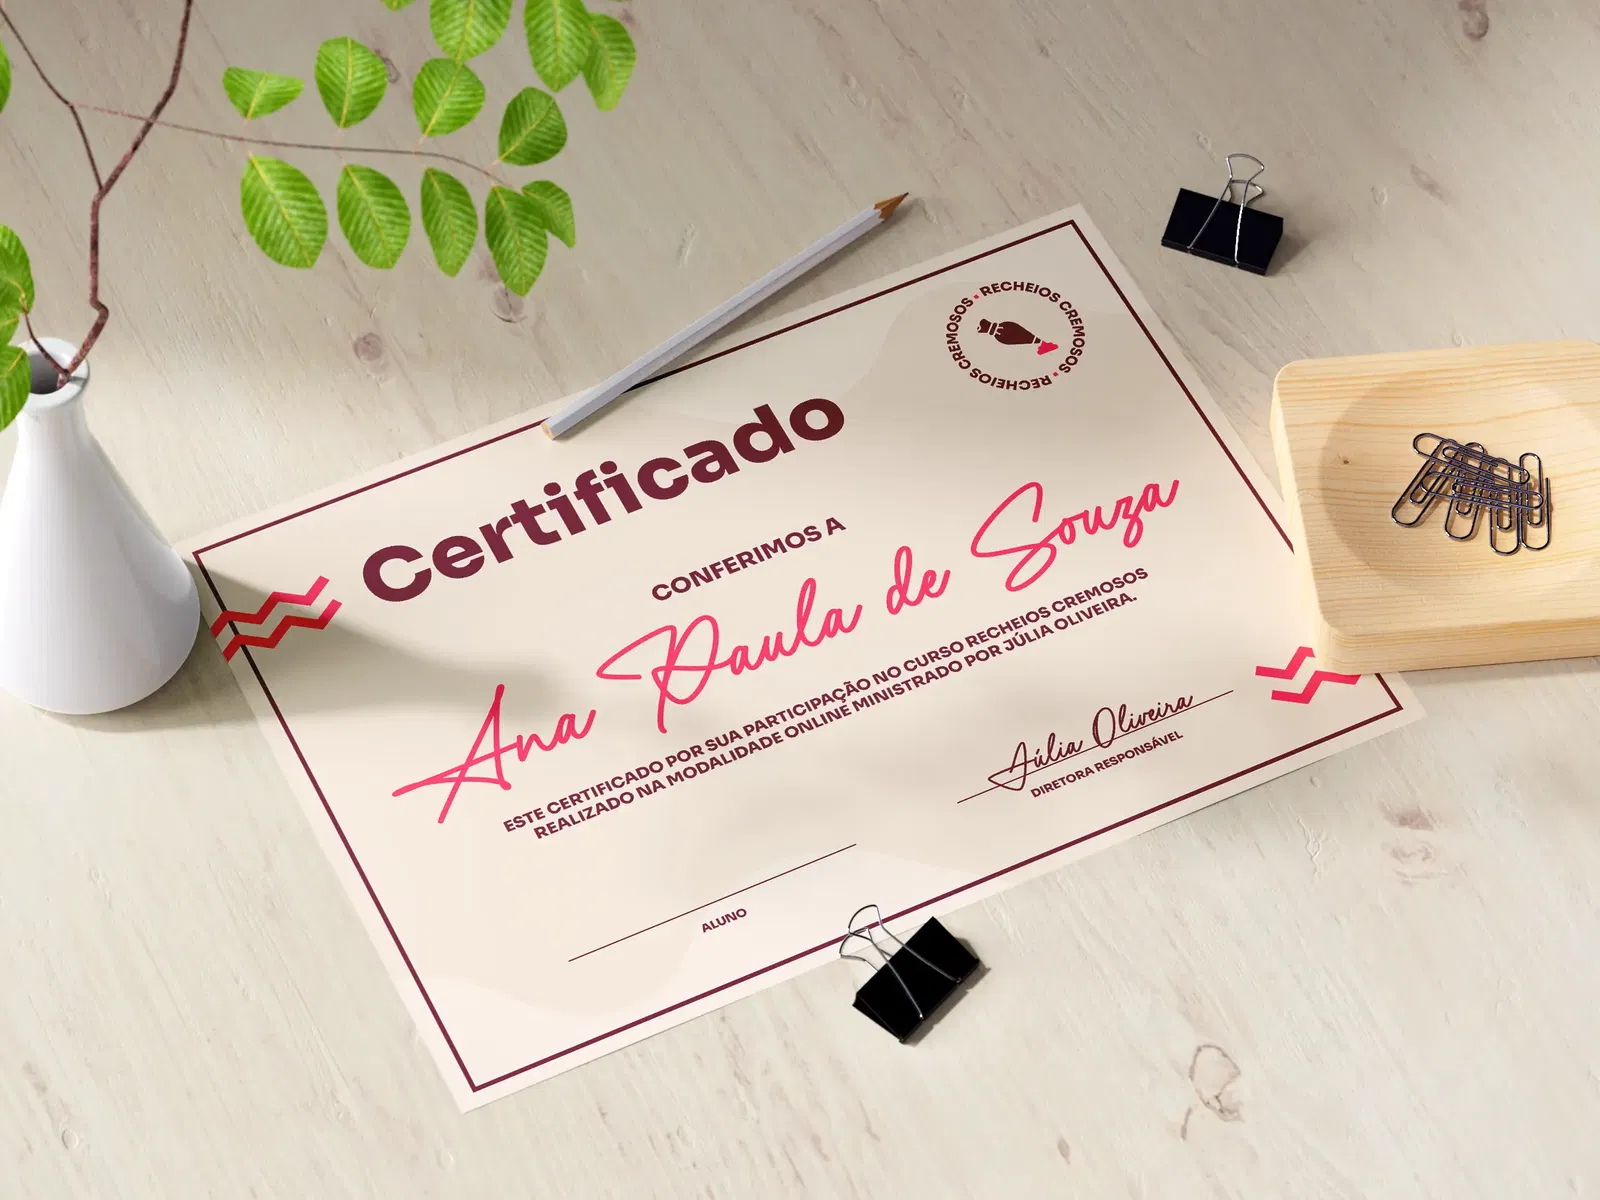 RECHEIOS CREMOSOS • RECHEIOS CREMOSOS •
Certificado
CONFERIMOS A
Ana Paula de Souza
ESTE CERTIFICADO POR SUA PARTICIPAÇÃO NO CURSO RECHEIOS CREMOSOS
REALIZADO NA MODALIDADE ONLINE MINISTRADO POR JÚLIA OLIVEIRA.
Júlia Oliveira
DIRETORA RESPONSÁVEL
ALUNO